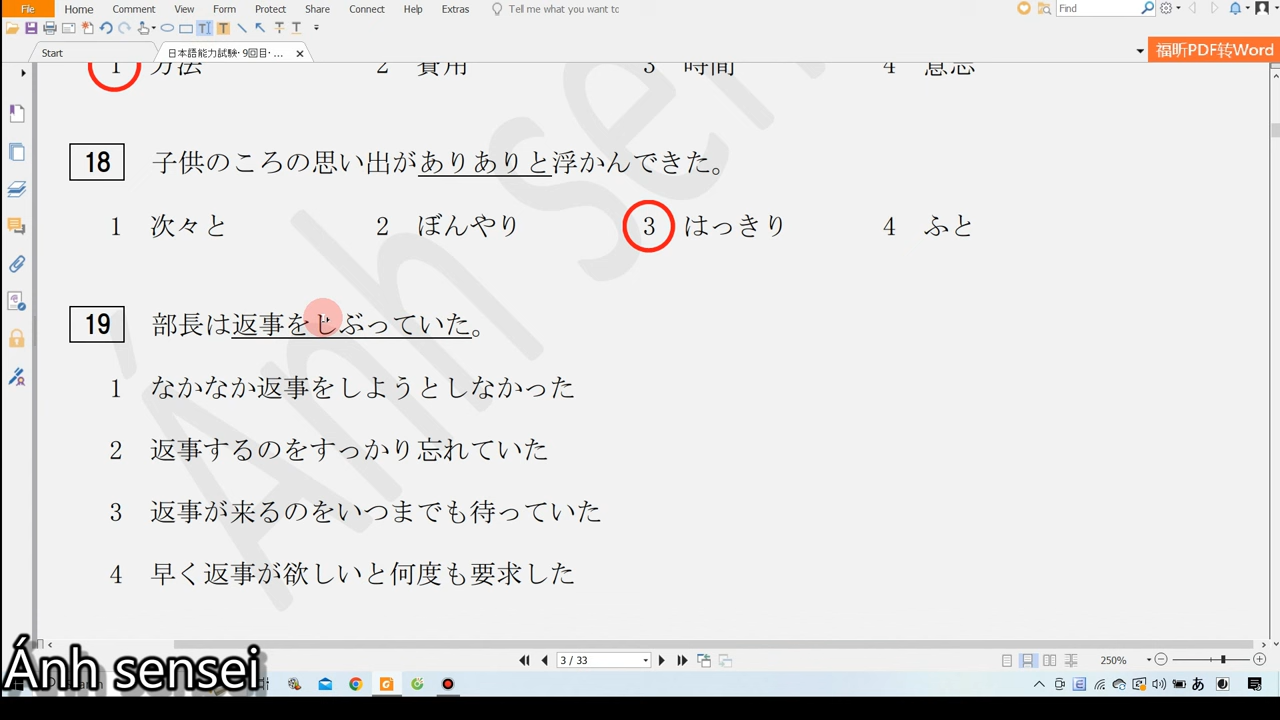 File Home Comment View Form Protect Share Connect Help Extras Tell me what you want to Find
Start 日本語能力試験· 9回目· ... × 福昕PDF转Word
1 方法 2 費用 3 時間 4 意志
18 子供のころの思い出がありありと浮かんできた。
1 次々と 2 ぼんやり 3 はっきり 4 ふと
19 部長は返事をしぶっていた。
1 なかなか返事をしようとしなかった
2 返事するのをすっかり忘れていた
3 返事が来るのをいつまでも待っていた
4 早く返事が欲しいと何度も要求した
3 / 33 250%
Ánh sensei
あ